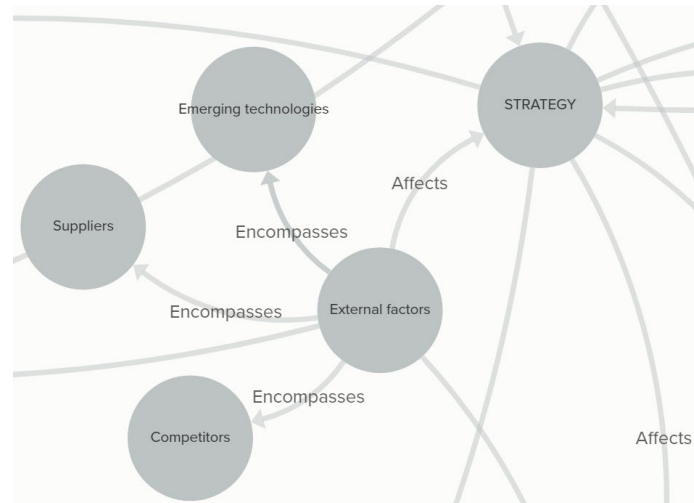 Emerging technologies
STRATEGY
Affects
Suppliers
Encompasses
Encompasses
External factors
Encompasses
Competitors
Affects